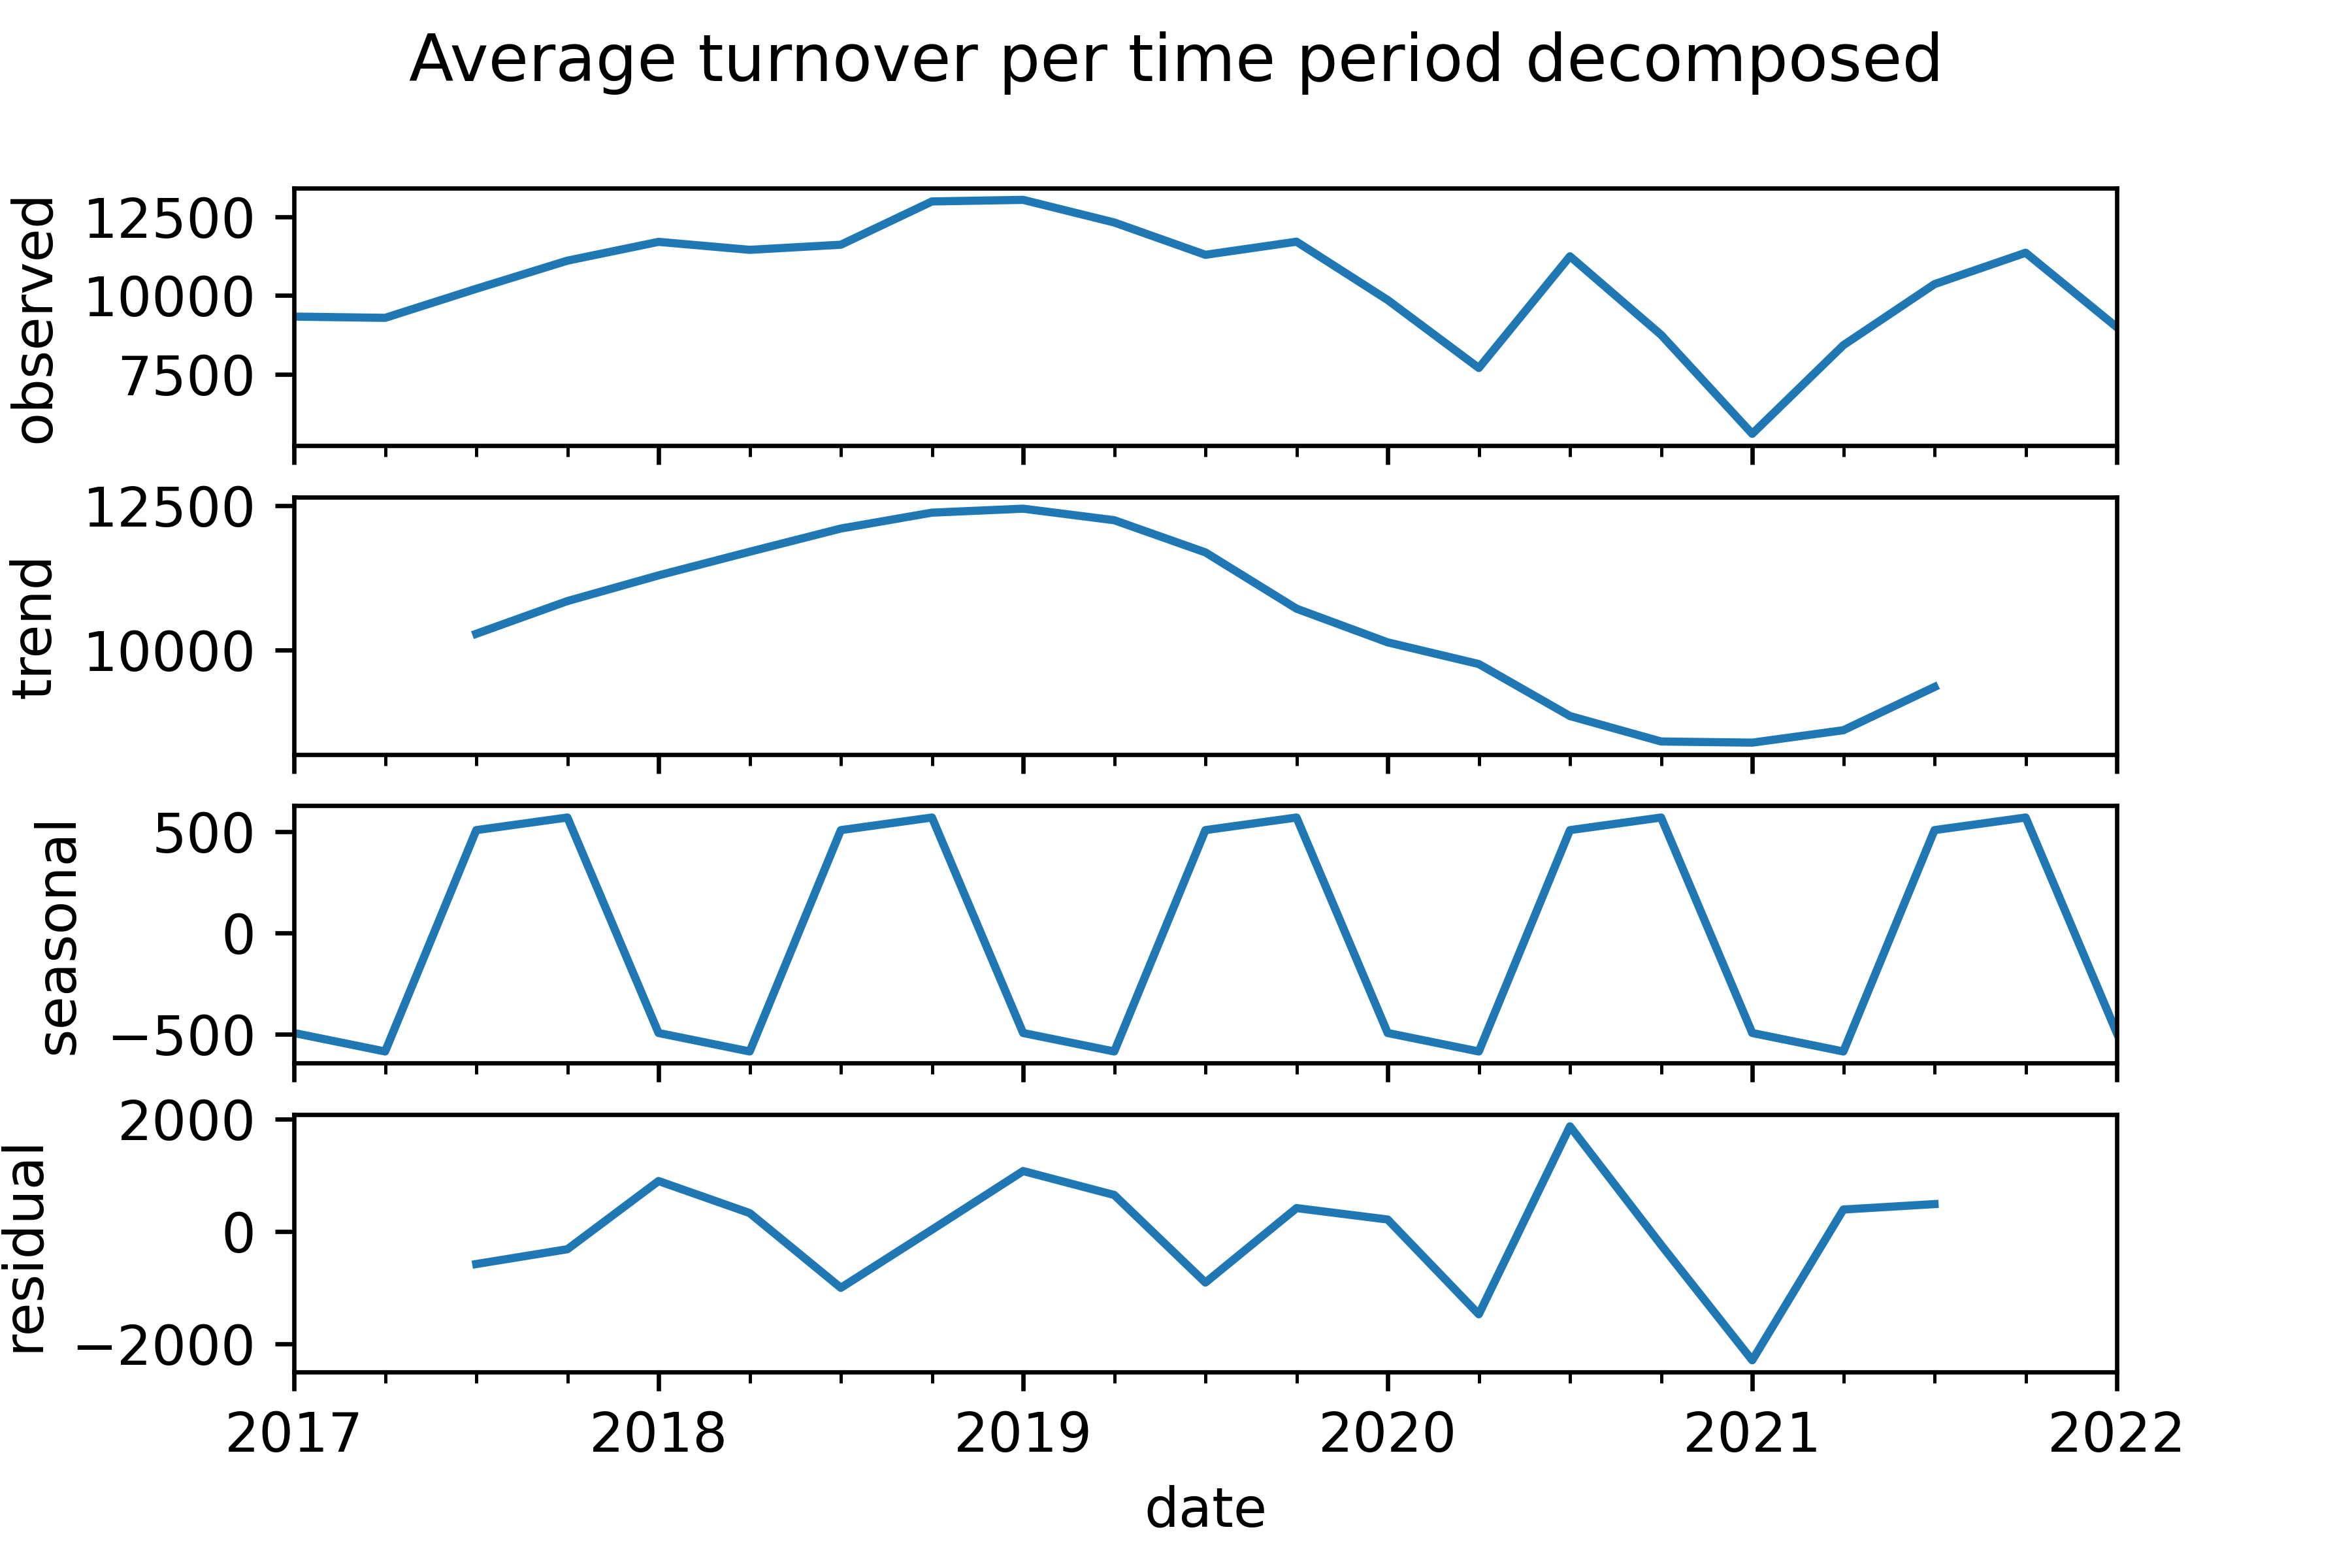 Average turnover per time period decomposed
observed
12500
10000
7500
trend
12500
10000
seasonal
500
0
−500
residual
2000
0
−2000
2017 2018 2019 2020 2021 2022
date